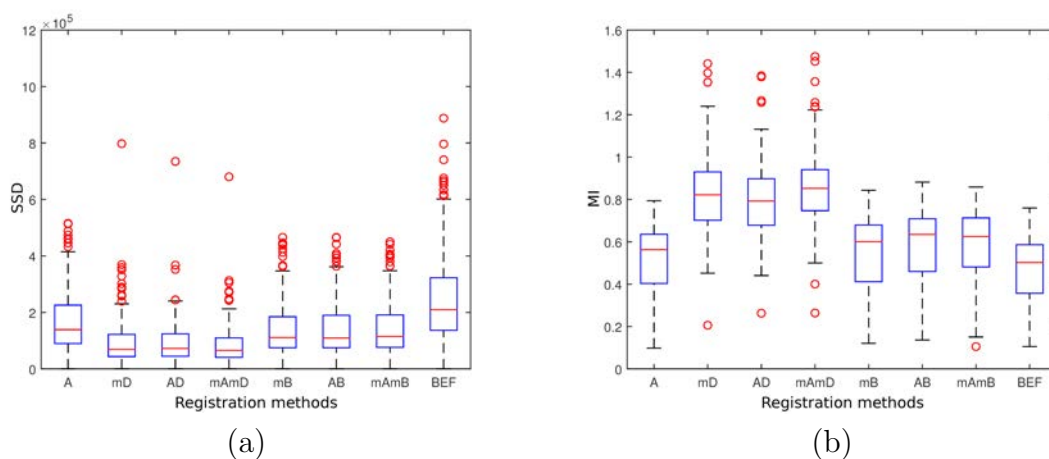 × 10⁵
12
10
8
6
4
2
0
SSD
A mD AD mAmD mB AB mAmB BEF
Registration methods
(a)
1.6
1.4
1.2
1
0.8
0.6
0.4
0.2
0
MI
A mD AD mAmD mB AB mAmB BEF
Registration methods
(b)